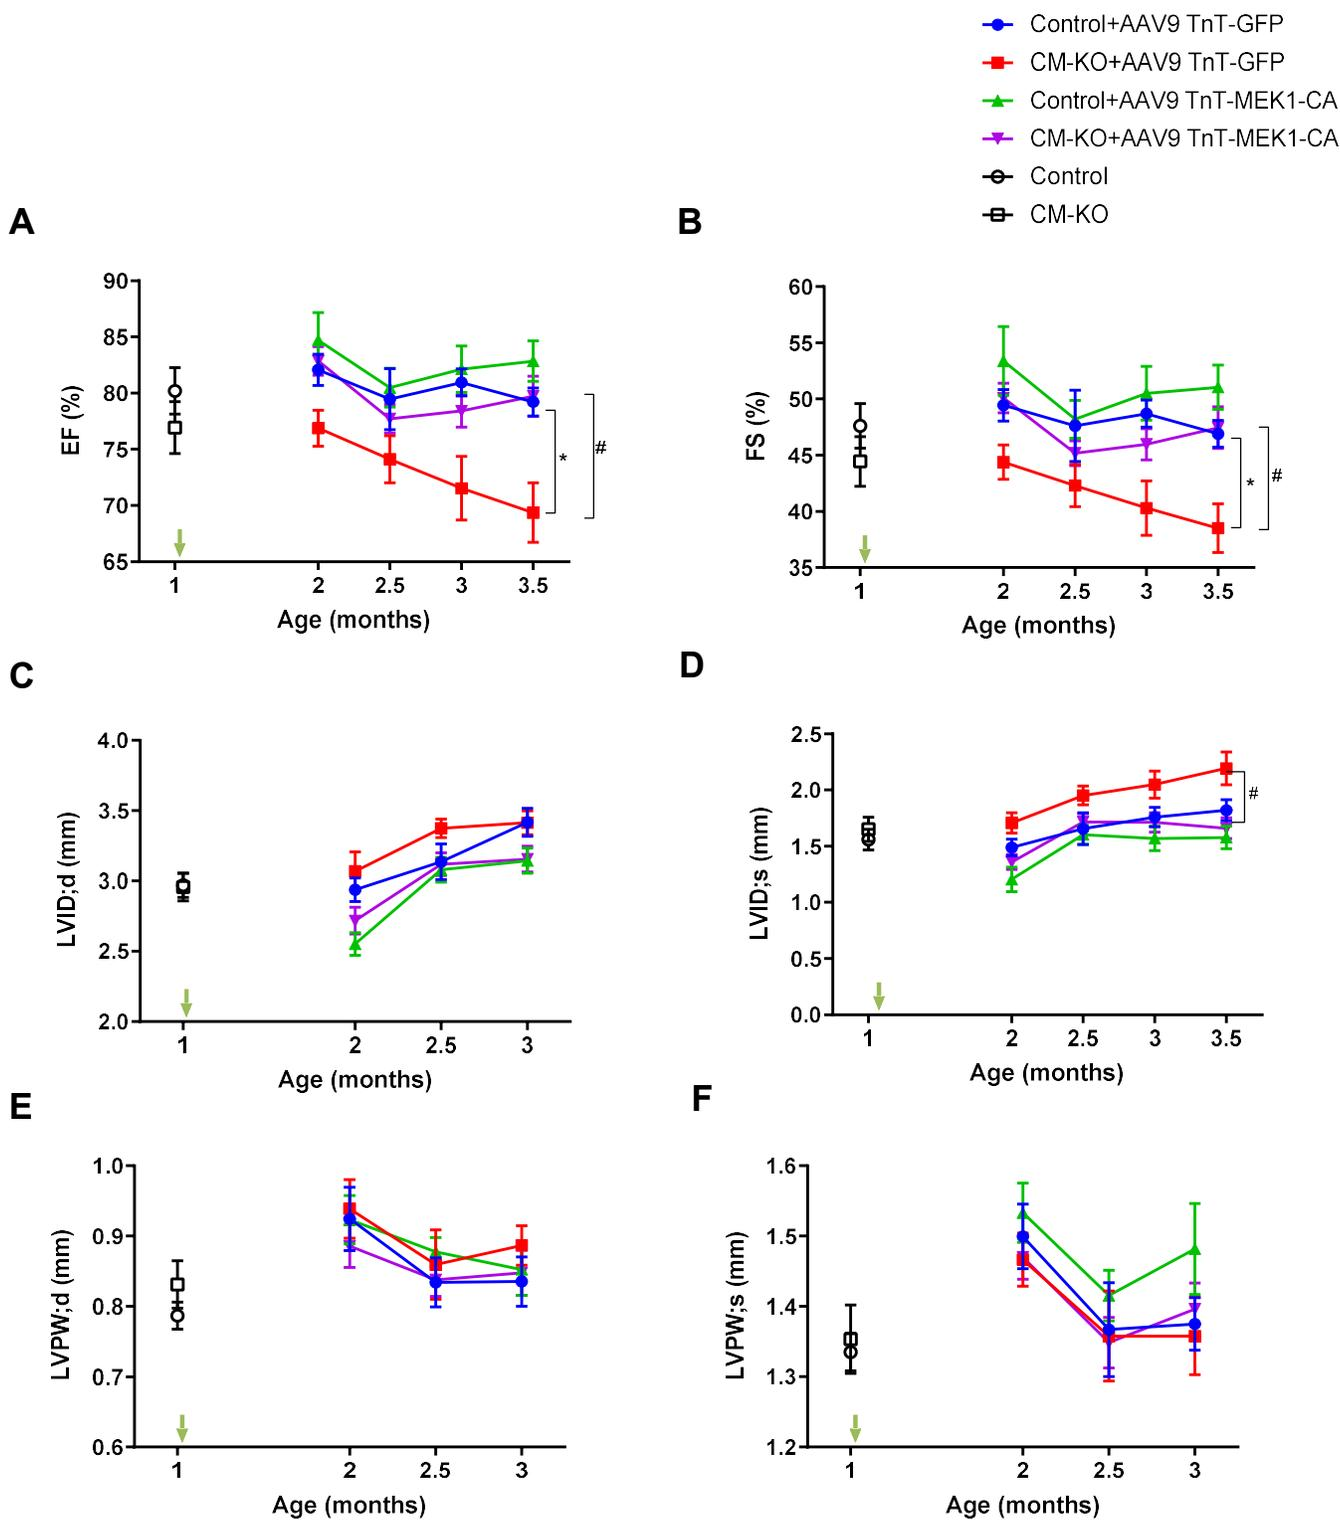 Control+AAV9 TnT-GFP
CM-KO+AAV9 TnT-GFP
Control+AAV9 TnT-MEK1-CA
CM-KO+AAV9 TnT-MEK1-CA
Control
CM-KO
A
EF (%)
90
85
80
75
70
65
*
#
1
2
2.5
3
3.5
Age (months)
B
FS (%)
60
55
50
45
40
35
*
#
1
2
2.5
3
3.5
Age (months)
C
LVID;d (mm)
4.0
3.5
3.0
2.5
2.0
1
2
2.5
3
Age (months)
D
LVID;s (mm)
2.5
2.0
1.5
1.0
0.5
0.0
#
1
2
2.5
3
3.5
Age (months)
E
LVPW;d (mm)
1.0
0.9
0.8
0.7
0.6
1
2
2.5
3
Age (months)
F
LVPW;s (mm)
1.6
1.5
1.4
1.3
1.2
1
2
2.5
3
Age (months)